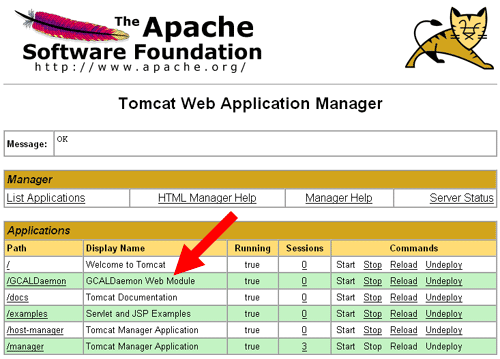 The Apache
Software Foundation
http://www.apache.org/
Tomcat Web Application Manager
Message: OK
Manager
List Applications HTML Manager Help Manager Help Server Status
Applications
Path Display Name Running Sessions Commands
/ Welcome to Tomcat true 0 Start Stop Reload Undeploy
/GCALDaemon GCALDaemon Web Module true 0 Start Stop Reload Undeploy
/docs Tomcat Documentation true 0 Start Stop Reload Undeploy
/examples Servlet and JSP Examples true 0 Start Stop Reload Undeploy
/host-manager Tomcat Manager Application true 0 Start Stop Reload Undeploy
/manager Tomcat Manager Application true 3 Start Stop Reload Undeploy